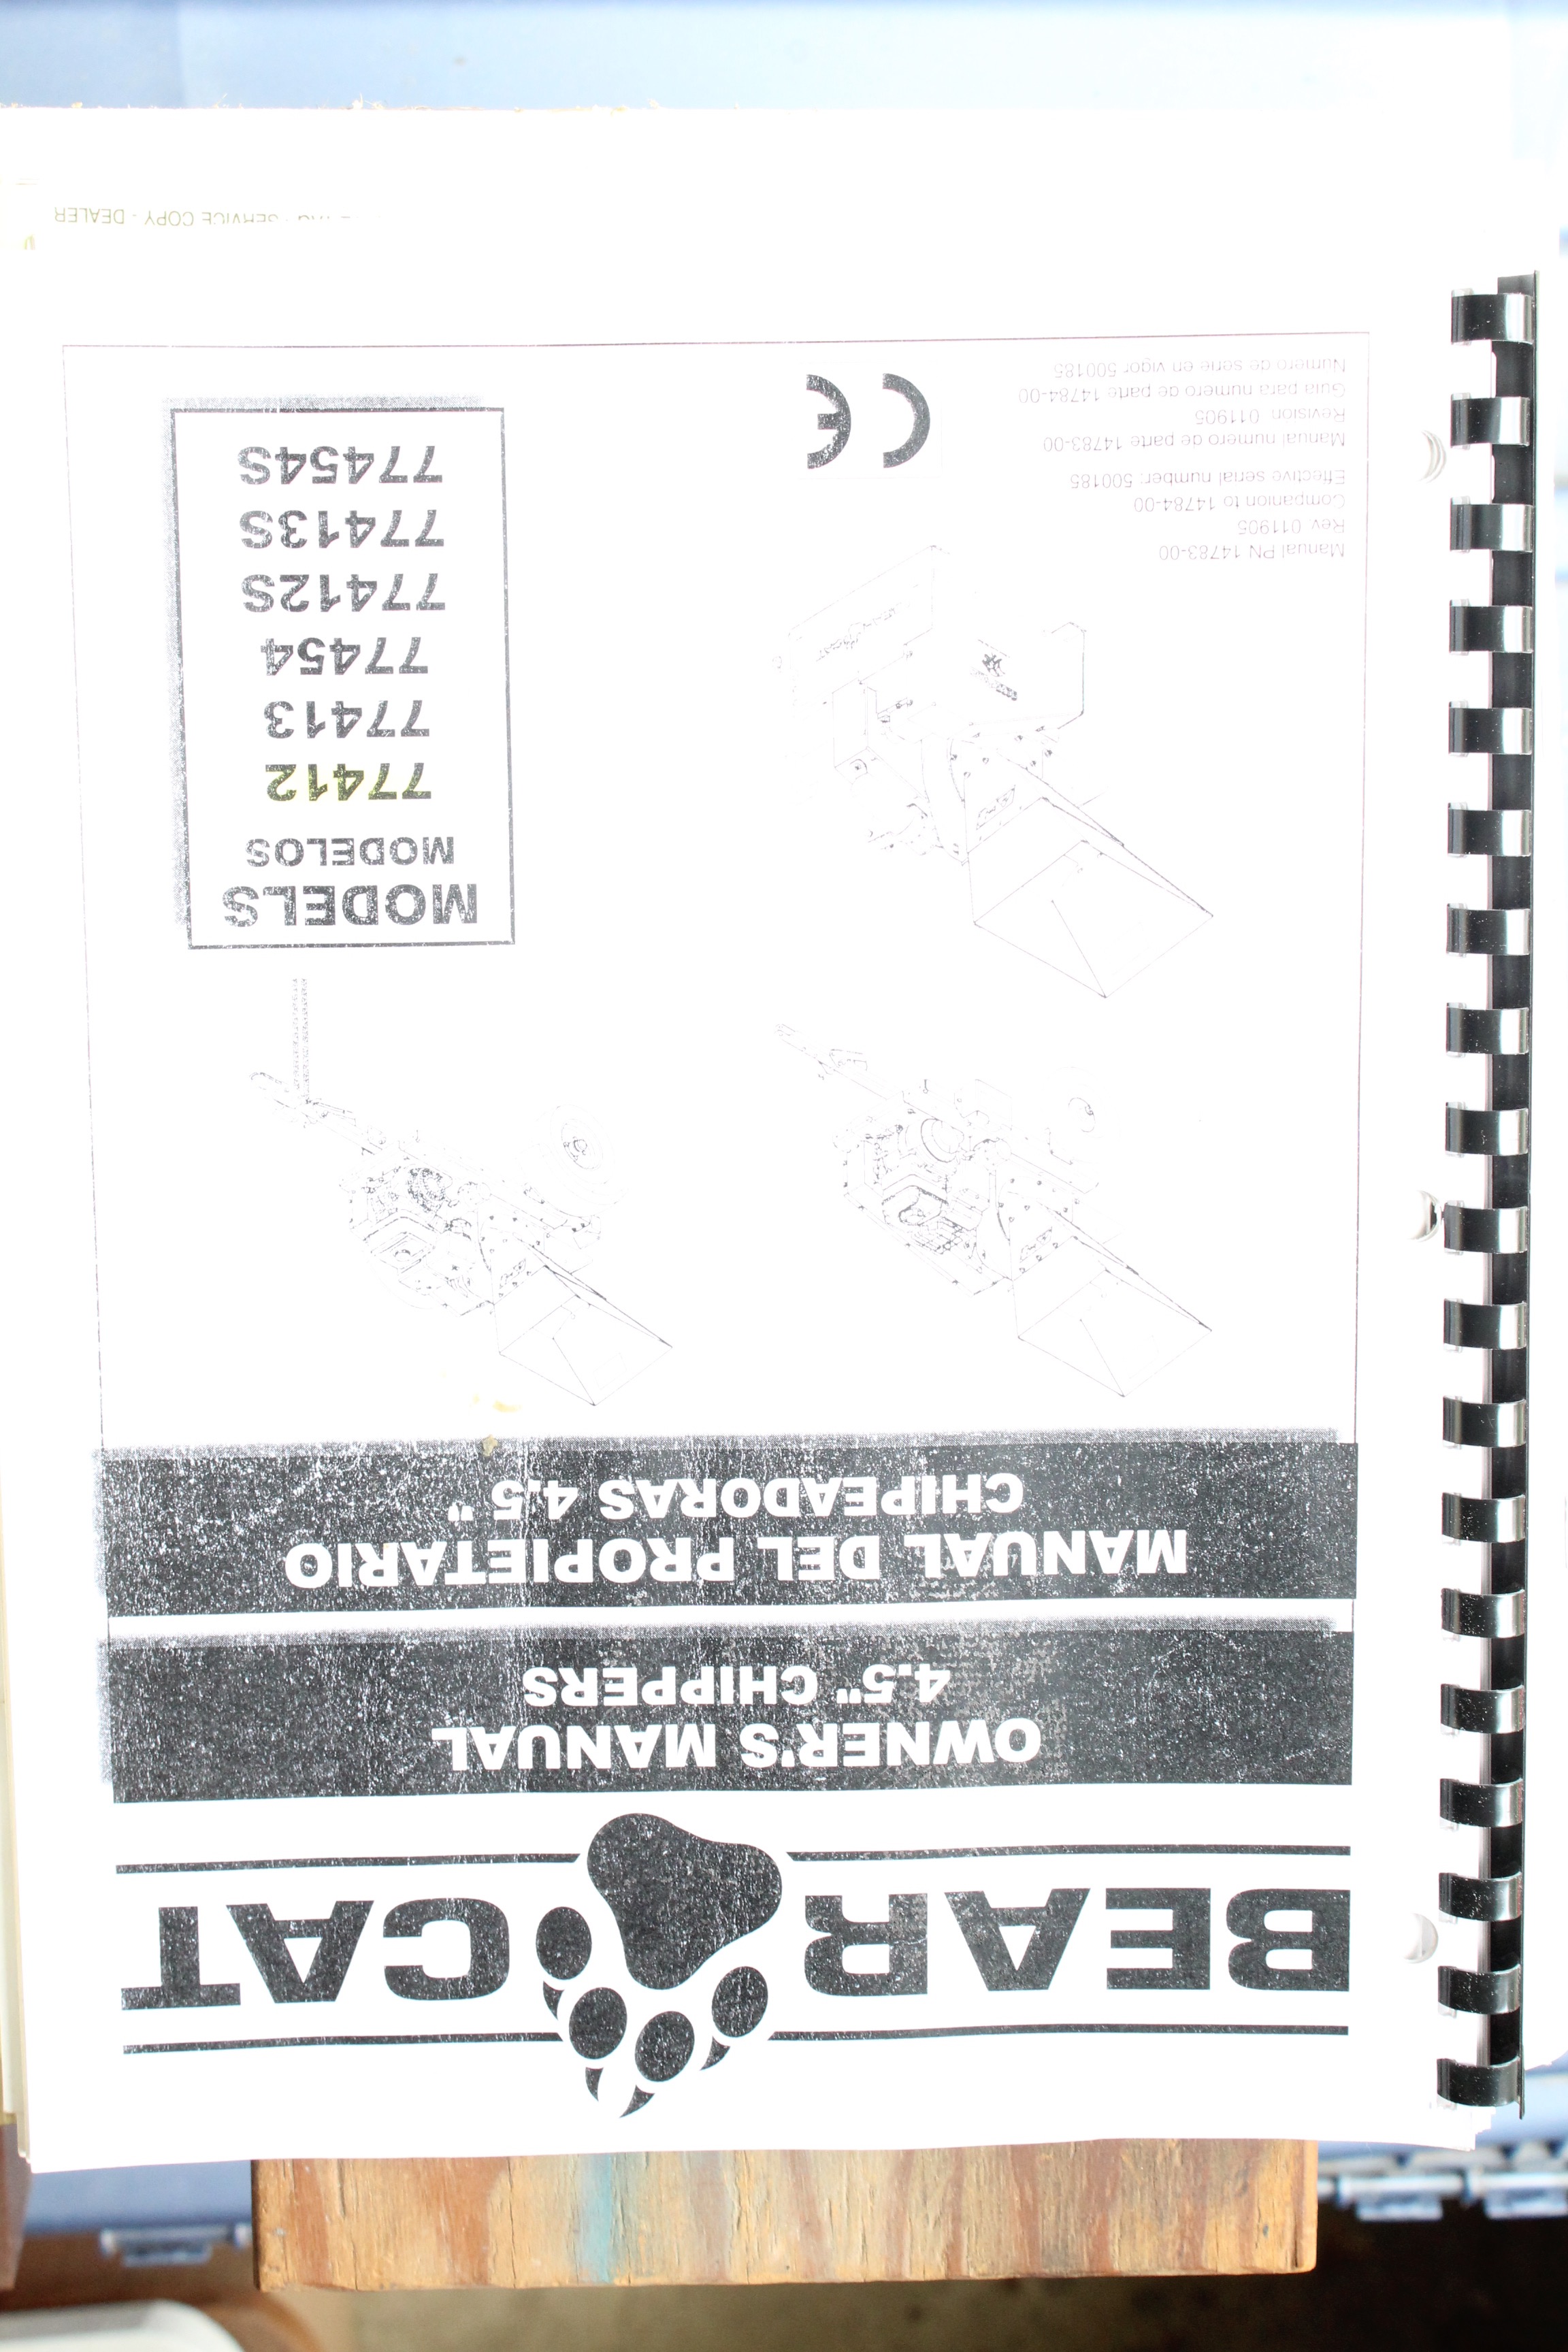 BEAR CAT
OWNER'S MANUAL
4.5" CHIPPERS
MANUAL DEL PROPIETARIO
CHIPEADORAS 4.5 "
MODELS
MODELOS
77412
77413
77454
77412S
77413S
77454S
Manual PN 14783-00
Rev. 011905
Companion to 14784-00
Effective serial number: 500185
Manual numero de parte 14783-00
Revision 011905
Guia para numero de parte 14784-00
Numero de serie en vigor 500185
CE
SERVICE COPY - DEALER